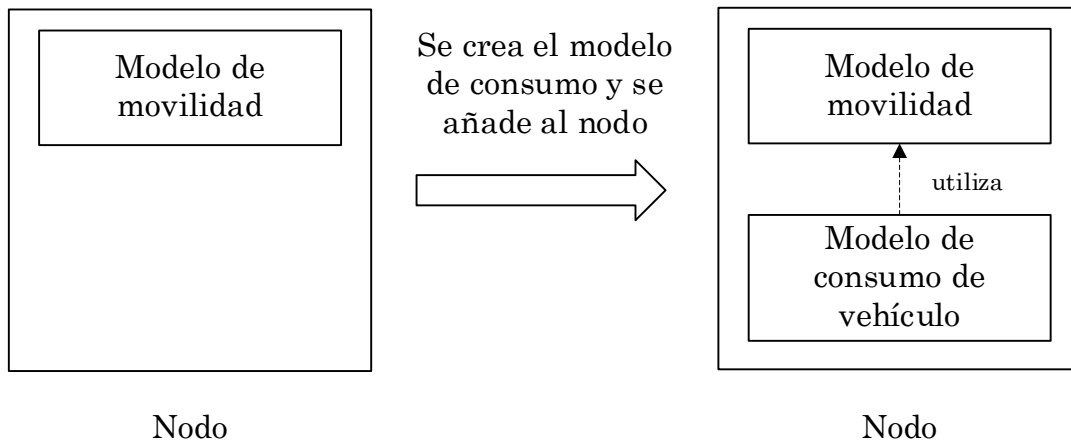 Modelo de
movilidad
Nodo
Se crea el modelo
de consumo y se
añade al nodo
Modelo de
movilidad
utiliza
Modelo de
consumo de
vehículo
Nodo